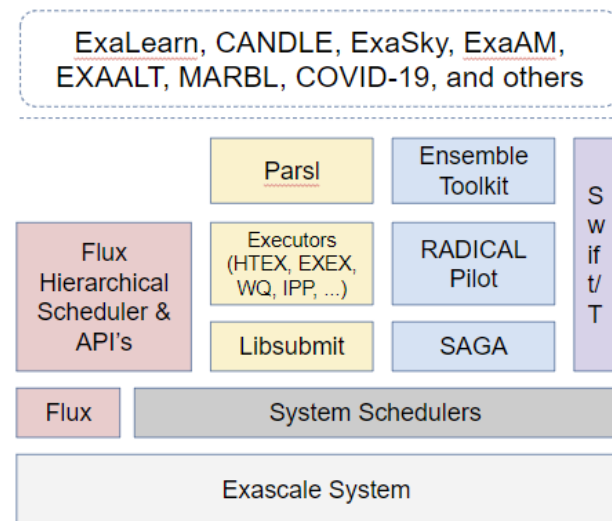 ExaLearn, CANDLE, ExaSky, ExaAM,
EXAALT, MARBL, COVID-19, and others
Parsl
Ensemble
Toolkit
S
w
if
t/
T
Flux
Hierarchical
Scheduler &
API's
Executors
(HTEX, EXEX,
WQ, IPP, ...)
RADICAL
Pilot
Libsubmit
SAGA
Flux
System Schedulers
Exascale System